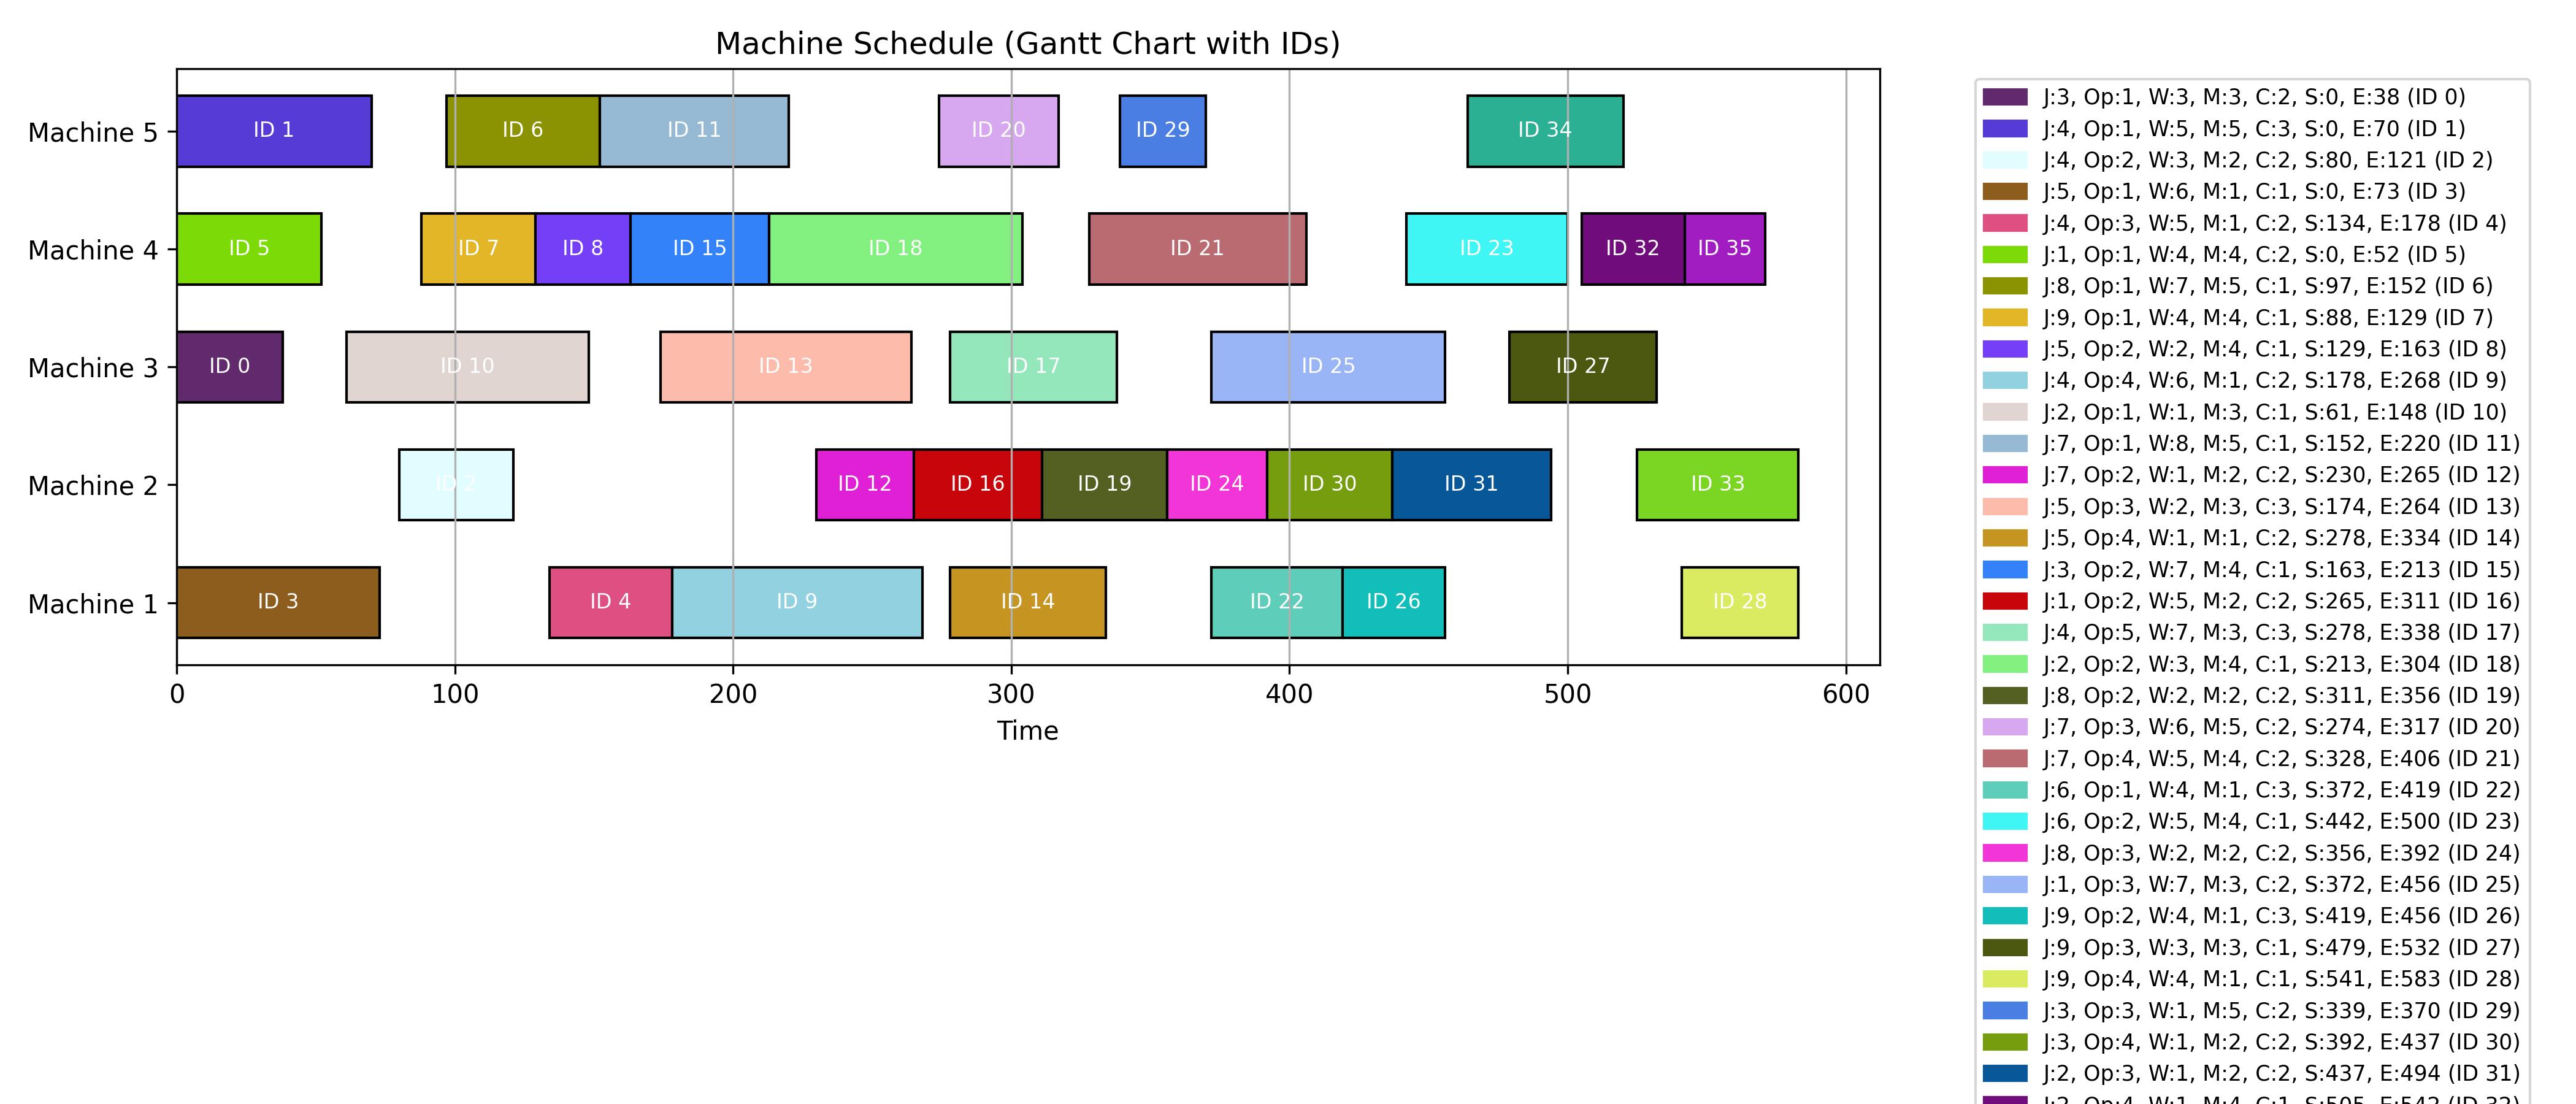 Machine Schedule (Gantt Chart with IDs)
Machine 5
ID 1
ID 6
ID 11
ID 20
ID 29
ID 34
Machine 4
ID 5
ID 7
ID 8
ID 15
ID 18
ID 21
ID 23
ID 32
ID 35
Machine 3
ID 0
ID 10
ID 13
ID 17
ID 25
ID 27
Machine 2
ID 2
ID 12
ID 16
ID 19
ID 24
ID 30
ID 31
ID 33
Machine 1
ID 3
ID 4
ID 9
ID 14
ID 22
ID 26
ID 28
0 100 200 300 400 500 600
Time
J:3, Op:1, W:3, M:3, C:2, S:0, E:38 (ID 0)
J:4, Op:1, W:5, M:5, C:3, S:0, E:70 (ID 1)
J:4, Op:2, W:3, M:2, C:2, S:80, E:121 (ID 2)
J:5, Op:1, W:6, M:1, C:1, S:0, E:73 (ID 3)
J:4, Op:3, W:5, M:1, C:2, S:134, E:178 (ID 4)
J:1, Op:1, W:4, M:4, C:2, S:0, E:52 (ID 5)
J:8, Op:1, W:7, M:5, C:1, S:97, E:152 (ID 6)
J:9, Op:1, W:4, M:4, C:1, S:88, E:129 (ID 7)
J:5, Op:2, W:2, M:4, C:1, S:129, E:163 (ID 8)
J:4, Op:4, W:6, M:1, C:2, S:178, E:268 (ID 9)
J:2, Op:1, W:1, M:3, C:1, S:61, E:148 (ID 10)
J:7, Op:1, W:8, M:5, C:1, S:152, E:220 (ID 11)
J:7, Op:2, W:1, M:2, C:2, S:230, E:265 (ID 12)
J:5, Op:3, W:2, M:3, C:3, S:174, E:264 (ID 13)
J:5, Op:4, W:1, M:1, C:2, S:278, E:334 (ID 14)
J:3, Op:2, W:7, M:4, C:1, S:163, E:213 (ID 15)
J:1, Op:2, W:5, M:2, C:2, S:265, E:311 (ID 16)
J:4, Op:5, W:7, M:3, C:3, S:278, E:338 (ID 17)
J:2, Op:2, W:3, M:4, C:1, S:213, E:304 (ID 18)
J:8, Op:2, W:2, M:2, C:2, S:311, E:356 (ID 19)
J:7, Op:3, W:6, M:5, C:2, S:274, E:317 (ID 20)
J:7, Op:4, W:5, M:4, C:2, S:328, E:406 (ID 21)
J:6, Op:1, W:4, M:1, C:3, S:372, E:419 (ID 22)
J:6, Op:2, W:5, M:4, C:1, S:442, E:500 (ID 23)
J:8, Op:3, W:2, M:2, C:2, S:356, E:392 (ID 24)
J:1, Op:3, W:7, M:3, C:2, S:372, E:456 (ID 25)
J:9, Op:2, W:4, M:1, C:3, S:419, E:456 (ID 26)
J:9, Op:3, W:3, M:3, C:1, S:479, E:532 (ID 27)
J:9, Op:4, W:4, M:1, C:1, S:541, E:583 (ID 28)
J:3, Op:3, W:1, M:5, C:2, S:339, E:370 (ID 29)
J:3, Op:4, W:1, M:2, C:2, S:392, E:437 (ID 30)
J:2, Op:3, W:1, M:2, C:2, S:437, E:494 (ID 31)